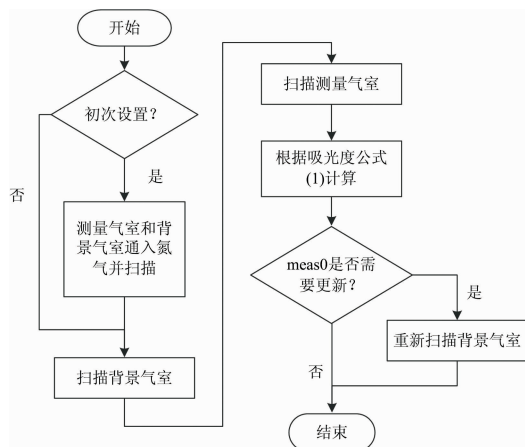 开始
初次设置？
是
否
测量气室和背
景气室通入氮
气并扫描
扫描背景气室
扫描测量气室
根据吸光度公式
(1)计算
meas0是否需
要更新？
是
重新扫描背景气室
否
结束